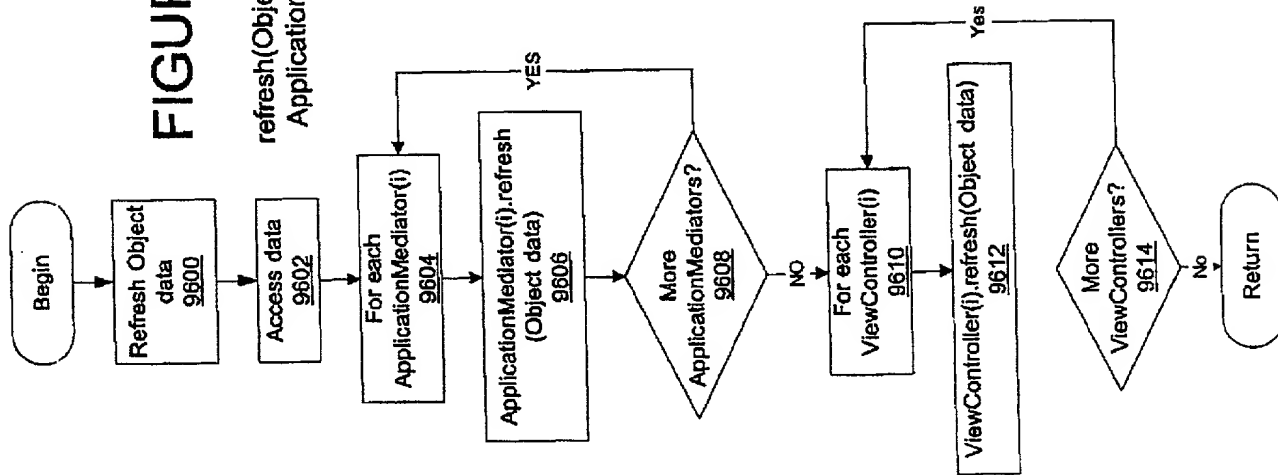 FIGUR
refresh(Obje
Application
Begin
Refresh Object
data
9600
Access data
9602
For each
ApplicationMediator(i)
9604
ApplicationMediator(i).refresh
(Object data)
9606
YES
More
ApplicationMediators?
9608
NO
For each
ViewController(i)
9610
ViewController(i).refresh(Object data)
9612
Yes
More
ViewControllers?
9614
No
Return